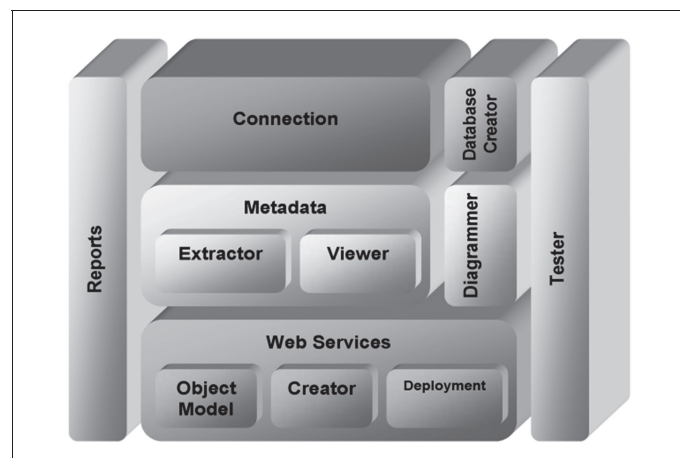 Reports
Connection
Database
Creator
Metadata
Extractor
Viewer
Diagrammer
Web Services
Object
Model
Creator
Deployment
Tester